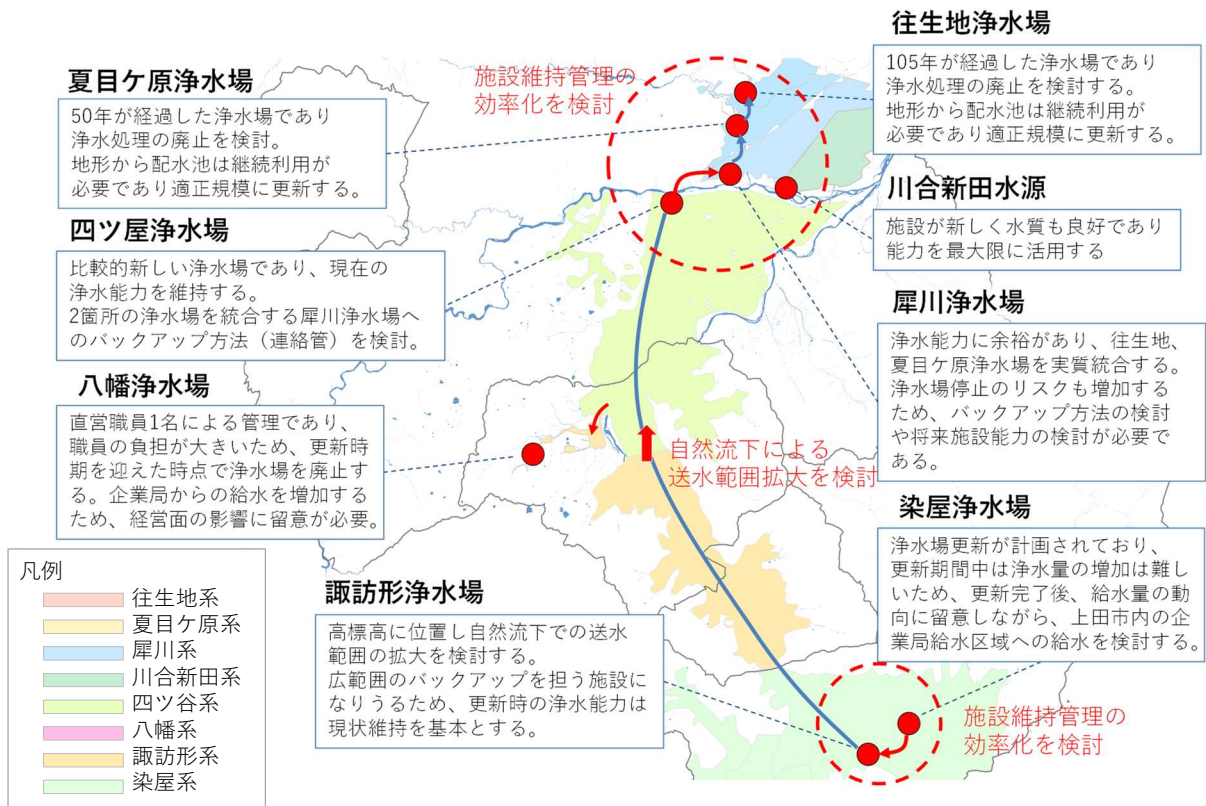 往生地浄水場
105年が経過した浄水場であり
浄水処理の廃止を検討する。
地形から配水池は継続利用が
必要であり適正規模に更新する。
夏目ケ原浄水場
50年が経過した浄水場であり
浄水処理の廃止を検討。
地形から配水池は継続利用が
必要であり適正規模に更新する。
施設維持管理の
効率化を検討
川合新田水源
施設が新しく水質も良好であり
能力を最大限に活用する
四ツ屋浄水場
比較的新しい浄水場であり、現在の
浄水能力を維持する。
2箇所の浄水場を統合する犀川浄水場へ
のバックアップ方法（連絡管）を検討。
犀川浄水場
浄水能力に余裕があり、往生地、
夏目ケ原浄水場を実質統合する。
浄水場停止のリスクも増加する
ため、バックアップ方法の検討
や将来施設能力の検討が必要で
ある。
八幡浄水場
直営職員1名による管理であり、
職員の負担が大きいため、更新時
期を迎えた時点で浄水場を廃止す
る。企業局からの給水を増加する
ため、経営面の影響に留意が必要。
自然流下による
送水範囲拡大を検討
染屋浄水場
浄水場更新が計画されており、
更新期間中は浄水量の増加は難し
いため、更新完了後、給水量の動
向に留意しながら、上田市内の企
業局給水区域への給水を検討する。
諏訪形浄水場
高標高に位置し自然流下での送水
範囲の拡大を検討する。
広範囲のバックアップを担う施設に
なりうるため、更新時の浄水能力は
現状維持を基本とする。
施設維持管理の
効率化を検討
凡例
往生地系
夏目ケ原系
犀川系
川合新田系
四ツ谷系
八幡系
諏訪形系
染屋系